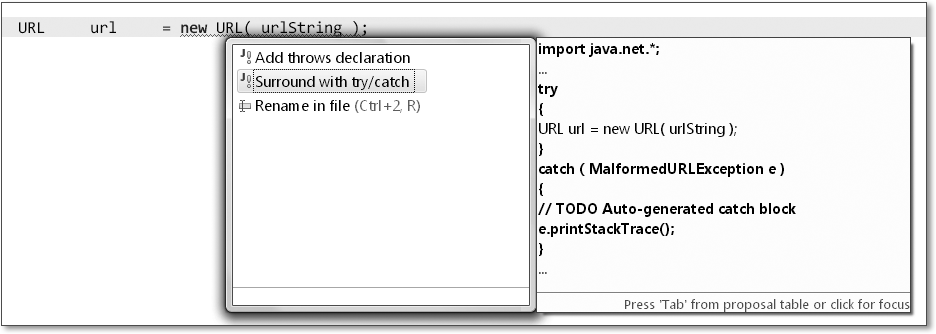 URL url = new URL( urlString );
Add throws declaration
Surround with try/catch
Rename in file (Ctrl+2, R)
import java.net.*;
...
try
{
URL url = new URL( urlString );
}
catch ( MalformedURLException e )
{
// TODO Auto-generated catch block
e.printStackTrace();
}
...
Press 'Tab' from proposal table or click for focus